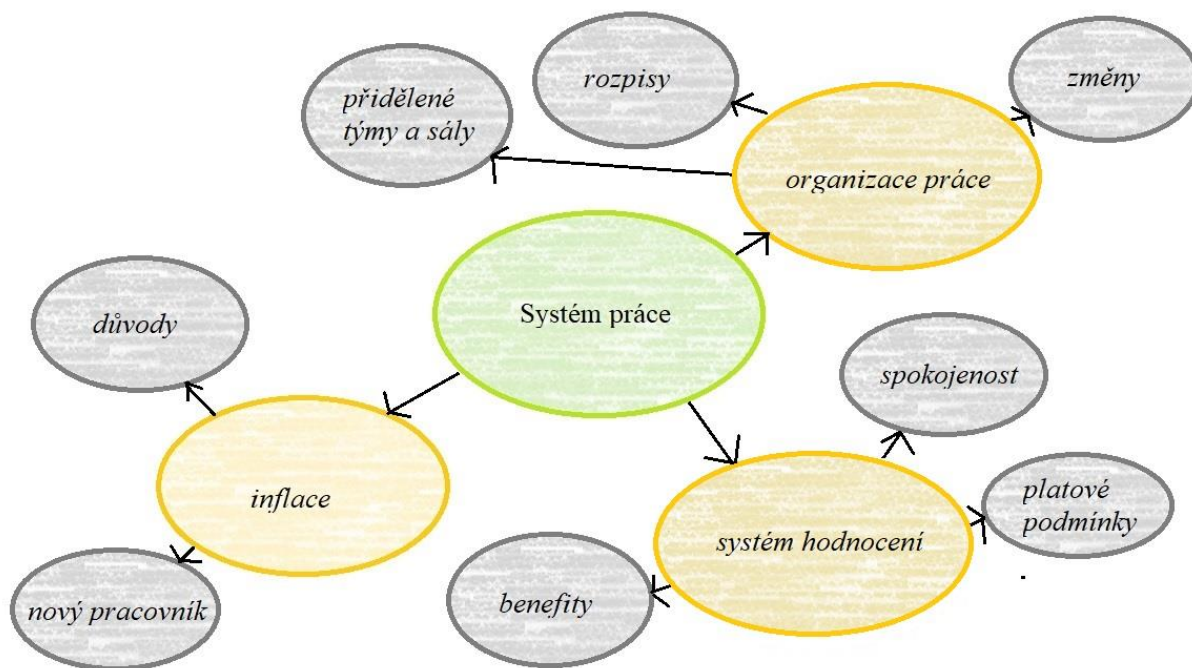 rozpisy
změny
přidělené
týmy a sály
organizace práce
Systém práce
důvody
spokojenost
inflace
platové
podmínky
systém hodnocení
benefity
nový pracovník